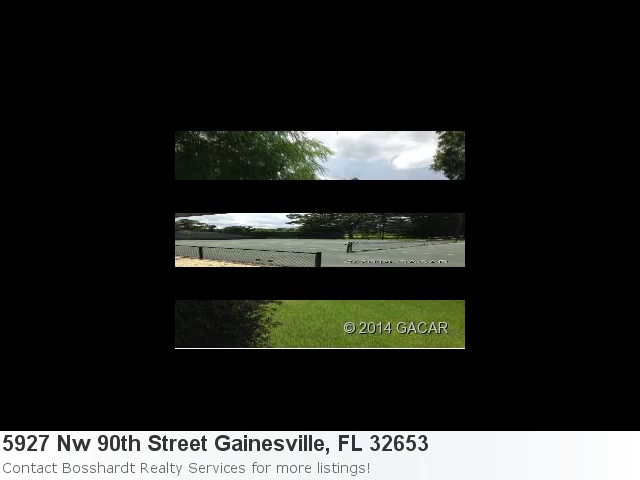 © 2014 GACAR
5927 Nw 90th Street Gainesville, FL 32653
Contact Bosshardt Realty Services for more listings!